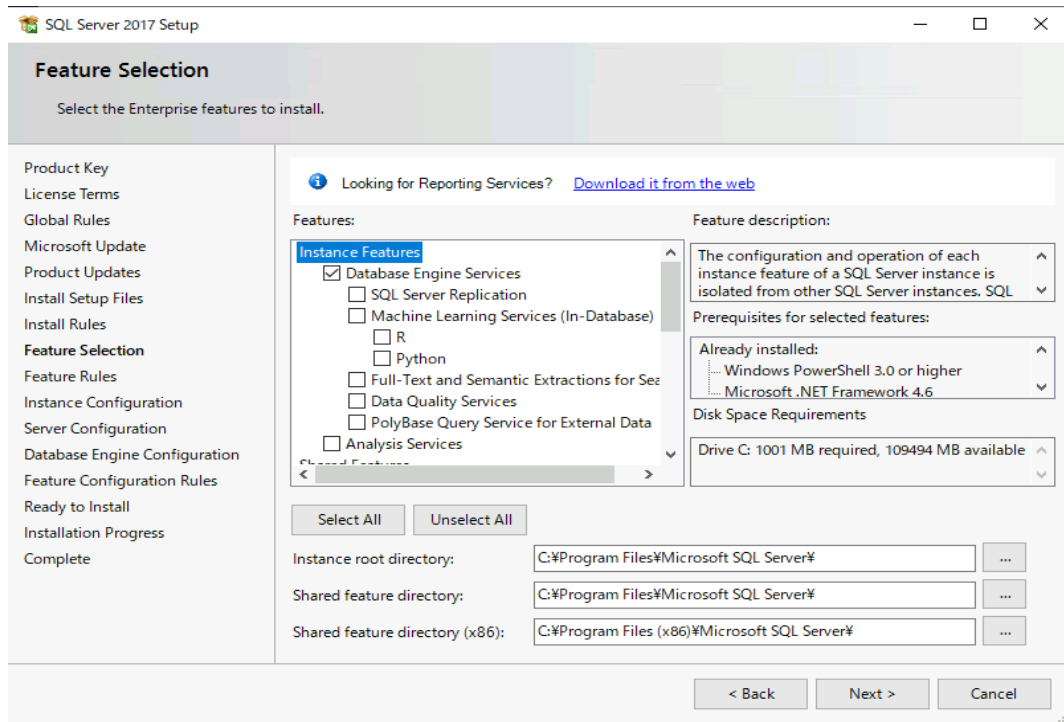 SQL Server 2017 Setup
Feature Selection
Select the Enterprise features to install.
Product Key
License Terms
Global Rules
Microsoft Update
Product Updates
Install Setup Files
Install Rules
Feature Selection
Feature Rules
Instance Configuration
Server Configuration
Database Engine Configuration
Feature Configuration Rules
Ready to Install
Installation Progress
Complete
Looking for Reporting Services? Download it from the web
Features:
Instance Features
Database Engine Services
SQL Server Replication
Machine Learning Services (In-Database)
R
Python
Full-Text and Semantic Extractions for Sea
Data Quality Services
PolyBase Query Service for External Data
Analysis Services
Shared Features
Feature description:
The configuration and operation of each
instance feature of a SQL Server instance is
isolated from other SQL Server instances. SQL
Prerequisites for selected features:
Already installed:
Windows PowerShell 3.0 or higher
Microsoft .NET Framework 4.6
Disk Space Requirements
Drive C: 1001 MB required, 109494 MB available
Select All Unselect All
Instance root directory: C:¥Program Files¥Microsoft SQL Server¥ ...
Shared feature directory: C:¥Program Files¥Microsoft SQL Server¥ ...
Shared feature directory (x86): C:¥Program Files (x86)¥Microsoft SQL Server¥ ...
< Back Next > Cancel